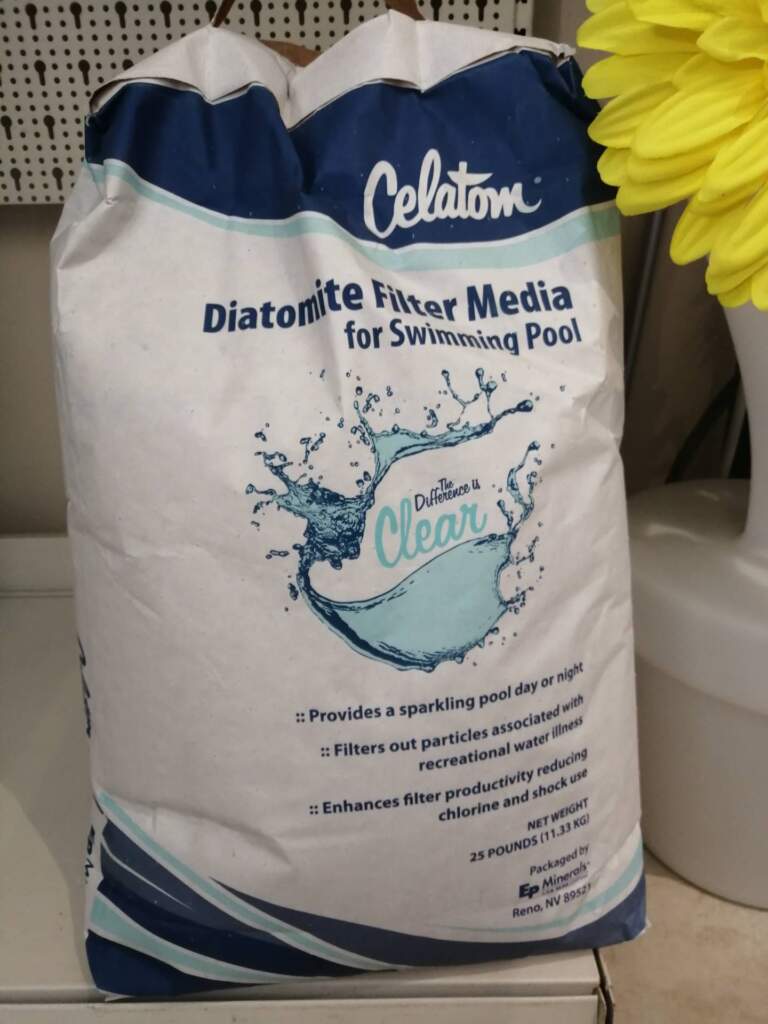 Celatom
Diatomite Filter Media
for Swimming Pool
The
Difference is
Clear
:: Provides a sparkling pool day or night
:: Filters out particles associated with
recreational water illness
:: Enhances filter productivity reducing
chlorine and shock use
NET WEIGHT
25 POUNDS (11.33 KG)
Packaged by
EP Minerals
Reno, NV 89521